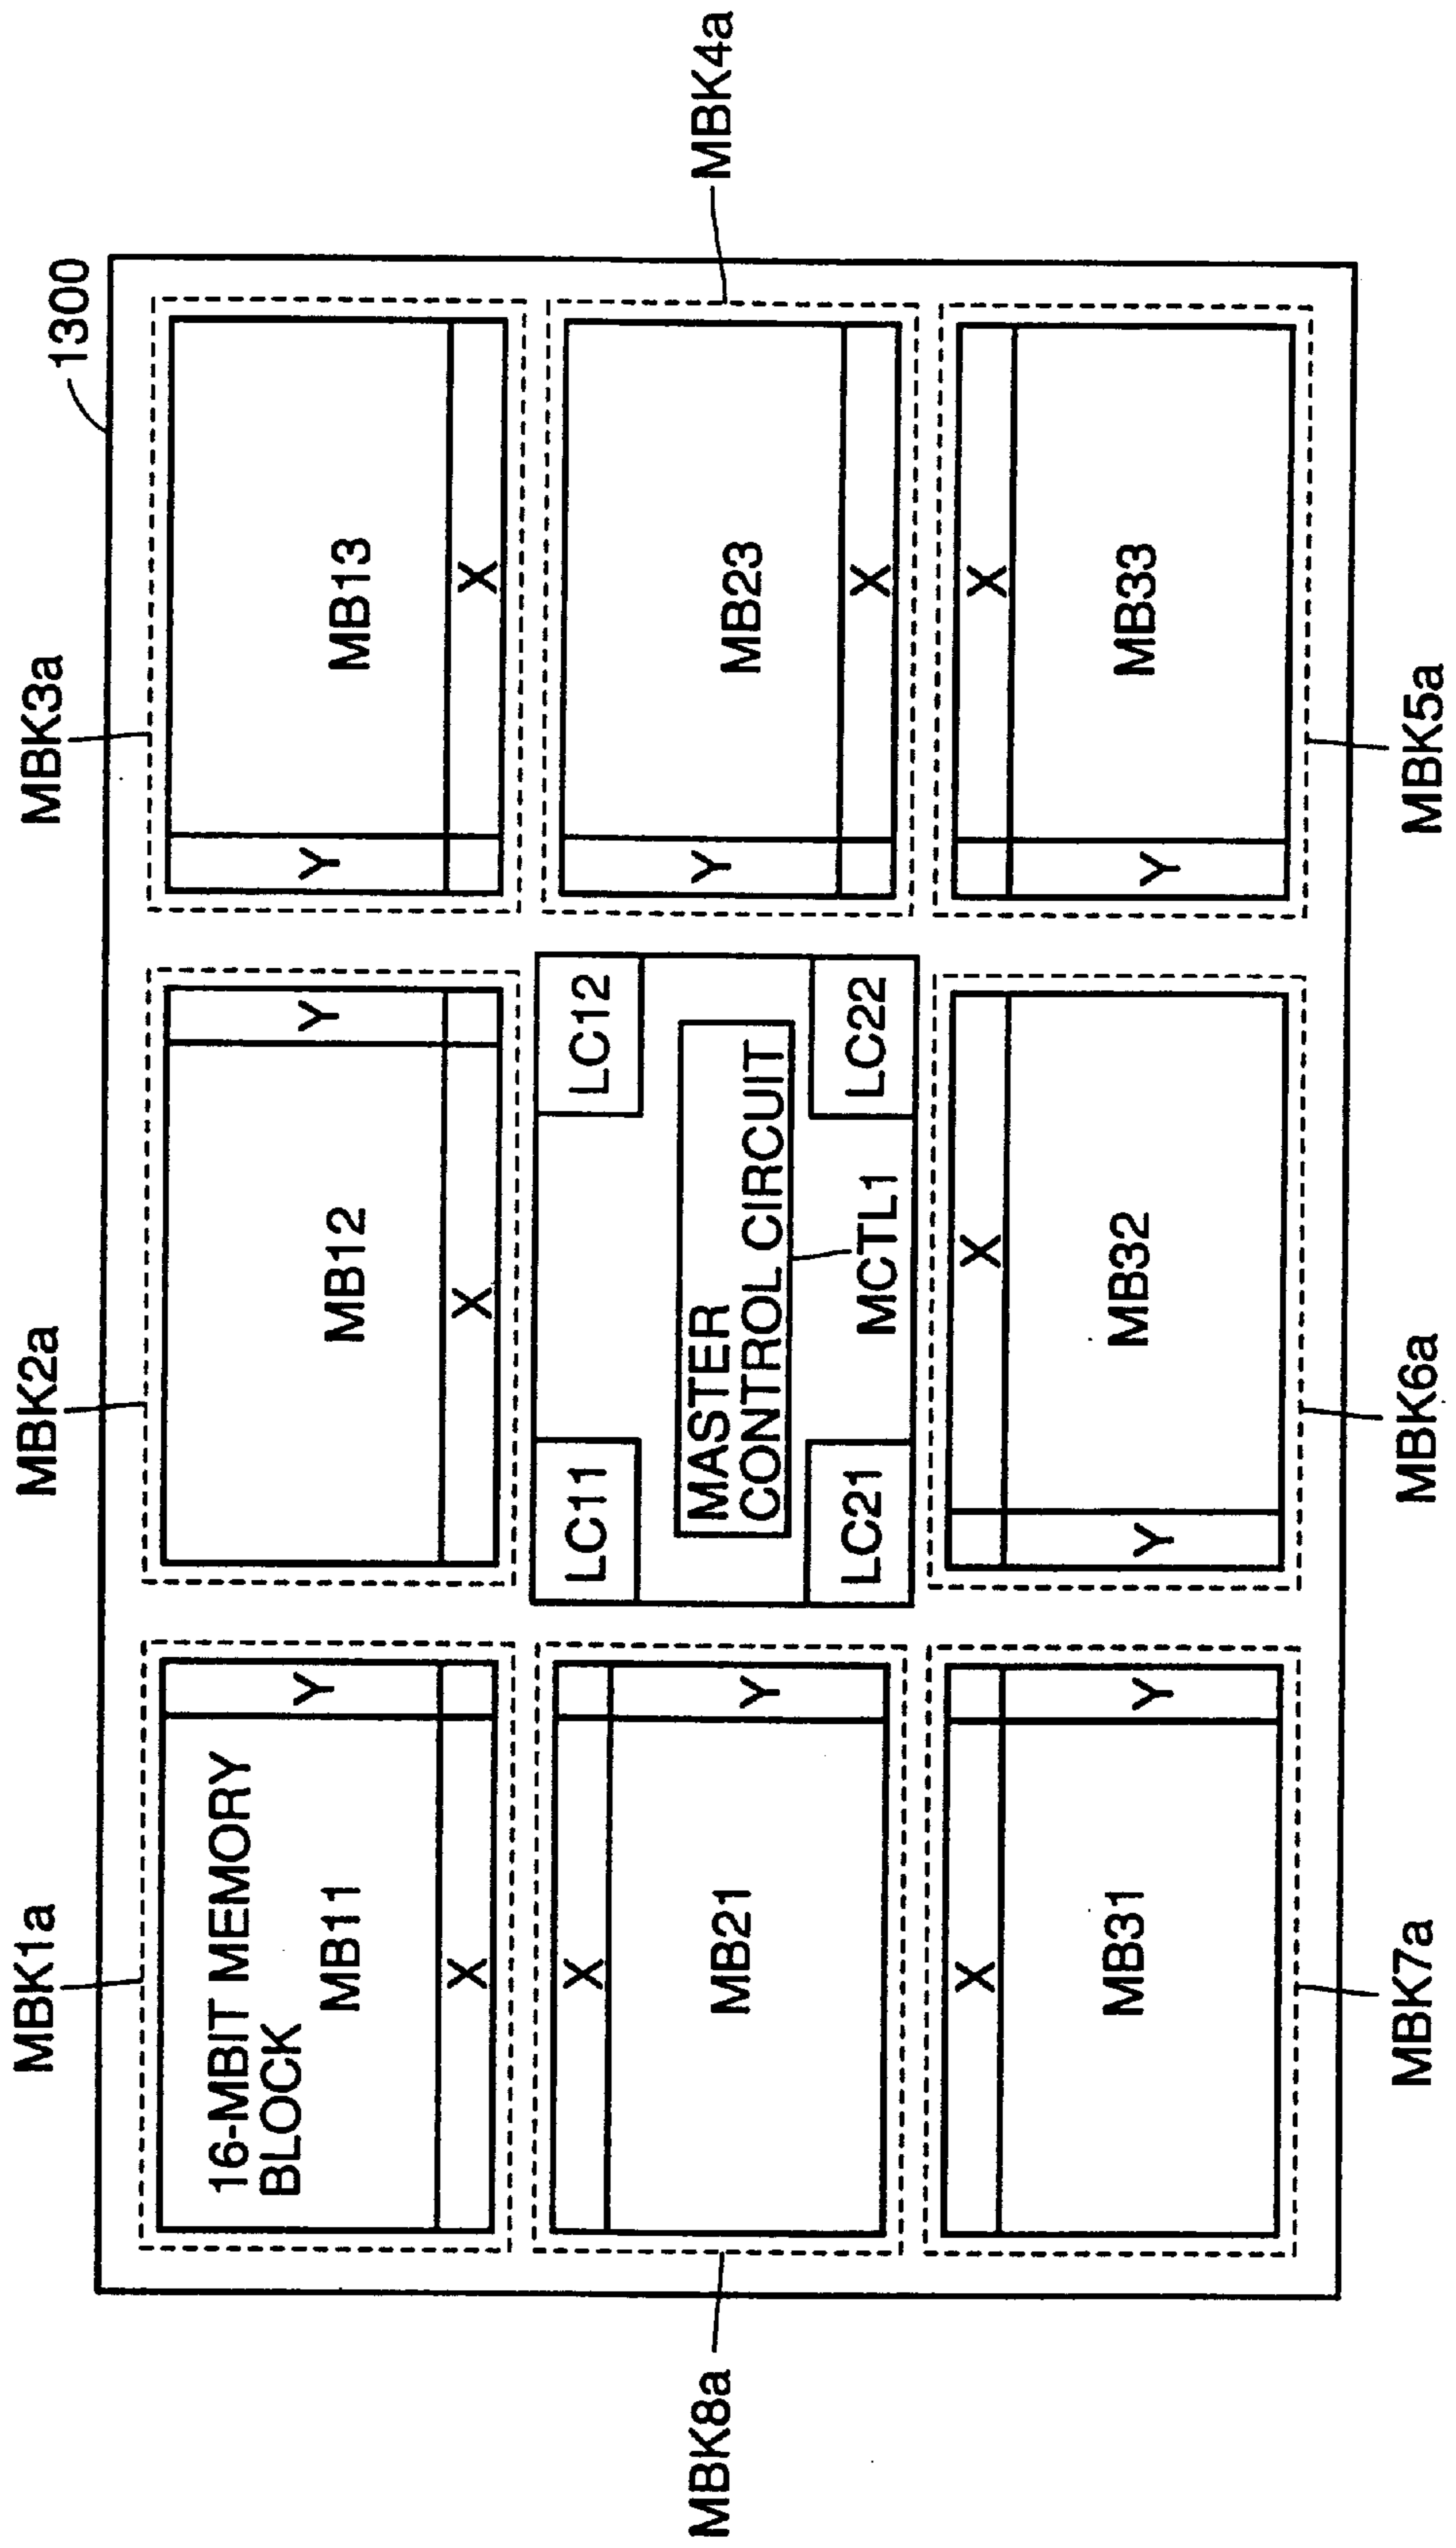 1300
MBK1a
MBK2a
MBK3a
16-MBIT MEMORY
BLOCK
MB11
Y
X
MB12
Y
X
Y
MB13
X
MBK8a
X
MB21
Y
LC11
LC12
MASTER
CONTROL CIRCUIT
MCTL1
LC21
LC22
Y
MB23
X
MBK4a
X
MB31
Y
X
MB32
Y
X
MB33
Y
MBK7a
MBK6a
MBK5a